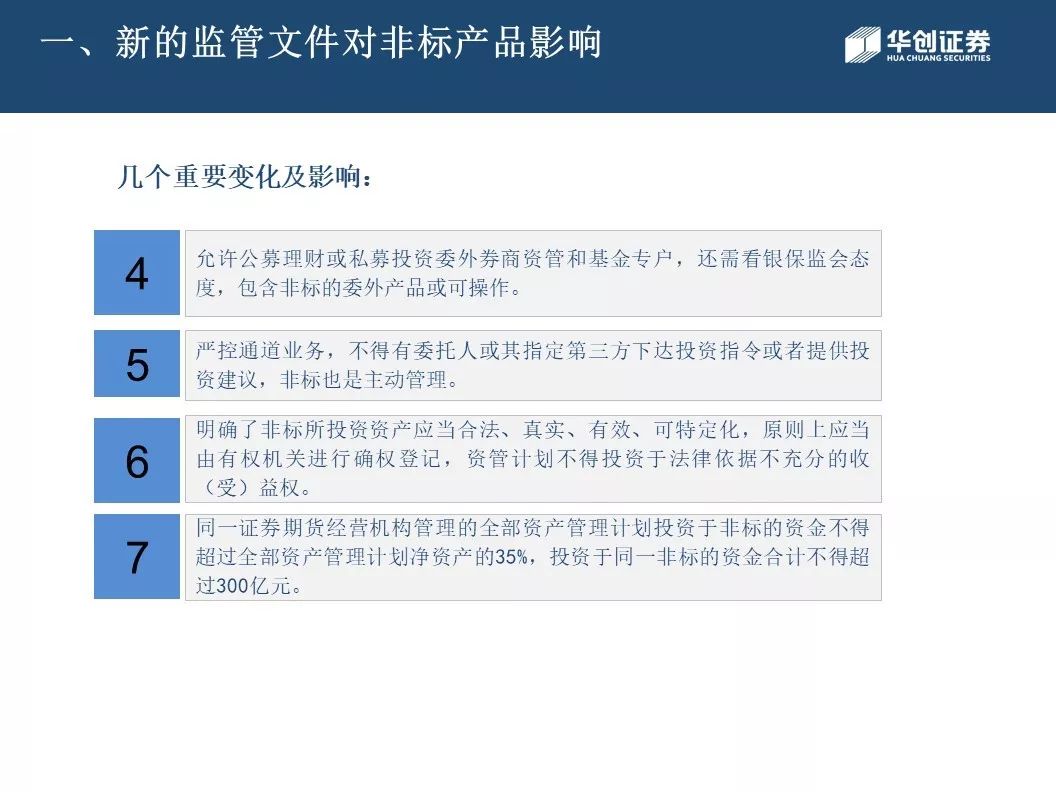 一、新的监管文件对非标产品影响
华创证券
HUA CHUANG SECURITIES
几个重要变化及影响：
4
允许公募理财或私募投资委外券商资管和基金专户，还需看银保监会态
度，包含非标的委外产品或可操作。
5
严控通道业务，不得有委托人或其指定第三方下达投资指令或者提供投
资建议，非标也是主动管理。
6
明确了非标所投资资产应当合法、真实、有效、可特定化，原则上应当
由有权机关进行确权登记，资管计划不得投资于法律依据不充分的收
（受）益权。
7
同一证券期货经营机构管理的全部资产管理计划投资于非标的资金不得
超过全部资产管理计划净资产的35%，投资于同一非标的资金合计不得超
过300亿元。